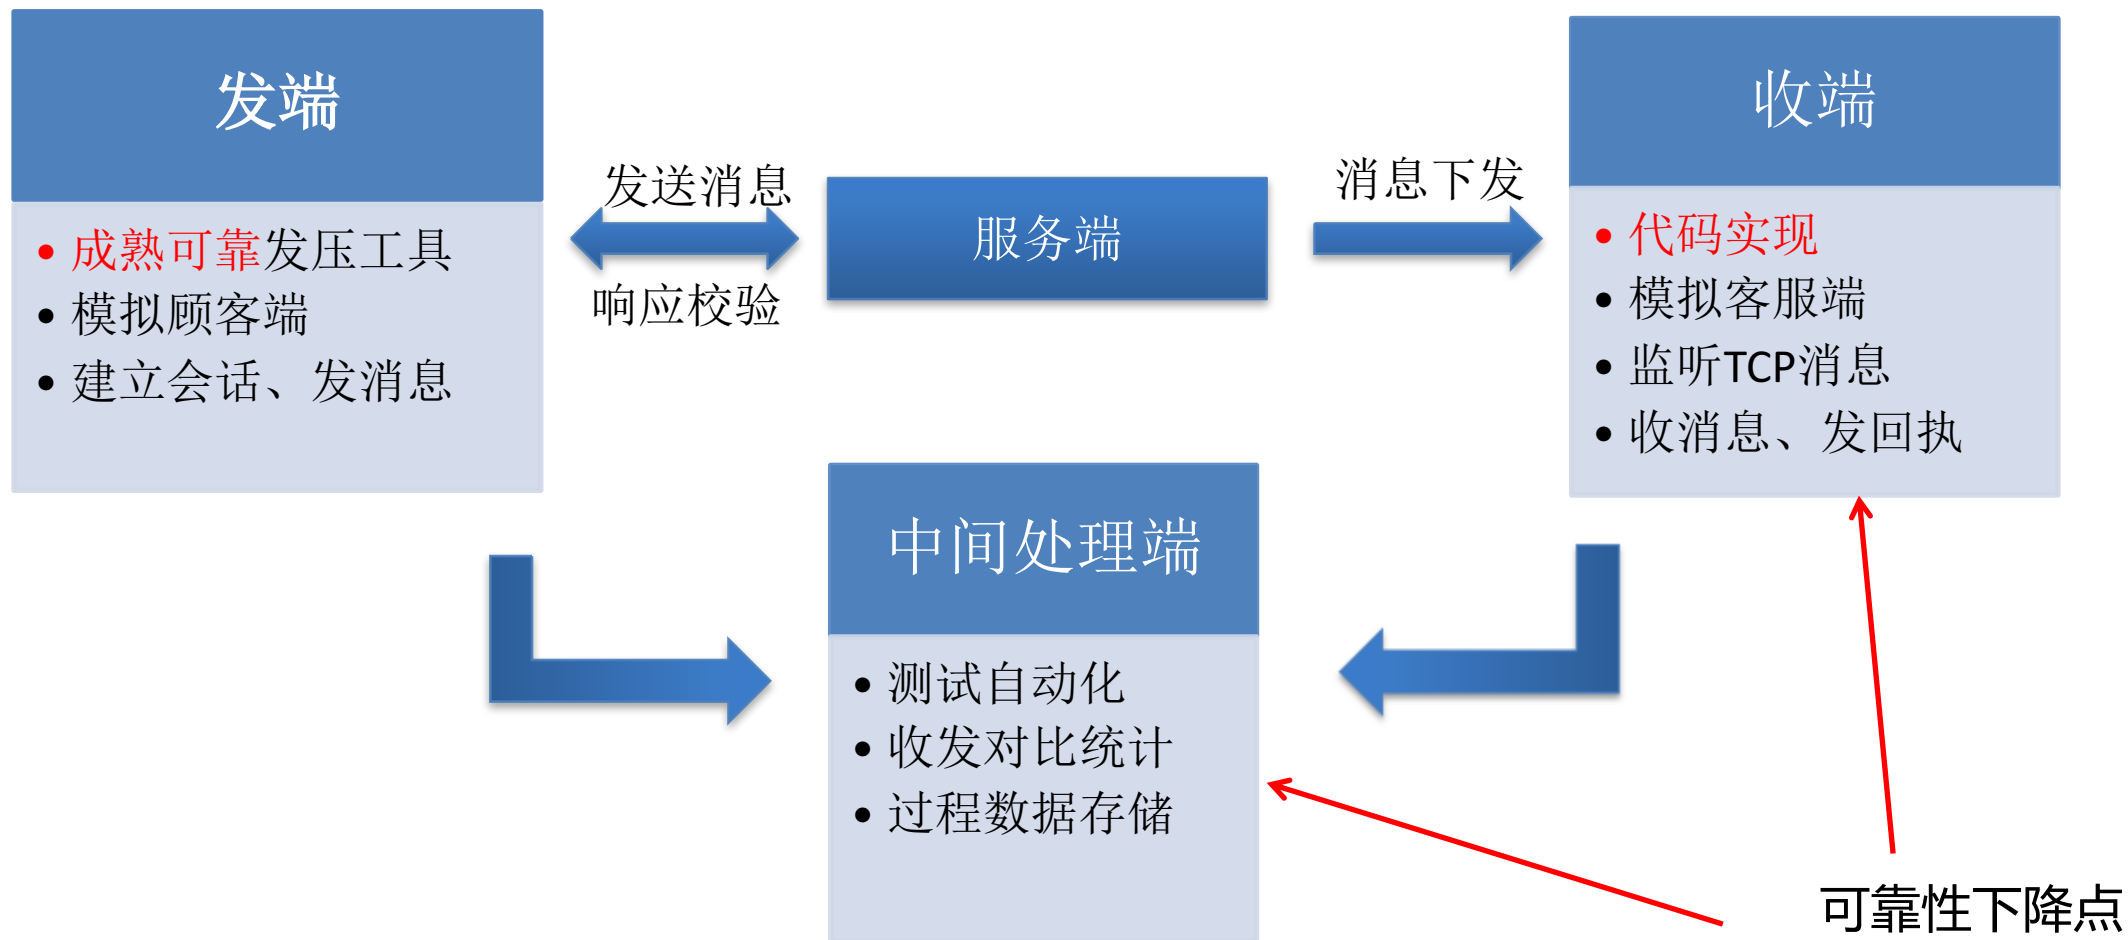 发端
• 成熟可靠发压工具
• 模拟顾客端
• 建立会话、发消息
发送消息
响应校验
服务端
消息下发
收端
• 代码实现
• 模拟客服端
• 监听TCP消息
• 收消息、发回执
中间处理端
• 测试自动化
• 收发对比统计
• 过程数据存储
可靠性下降点